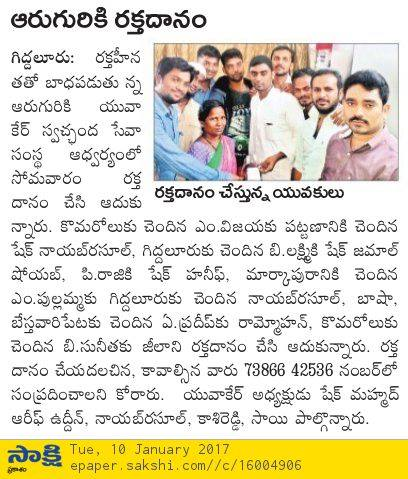 ఆరుగురికి రక్తదానం
గిద్దలూరు: రక్తహీన
తతో బాధపడుతు న్న
ఆరుగురికి యువా
కేర్ స్వచ్ఛంద సేవా
సంస్థ ఆధ్వర్యంలో
సోమవారం రక్త
దానం చేసి ఆదుకు
రక్తదానం చేస్తున్న యువకులు
న్నారు. కొమరోలుకు చెందిన ఎం.విజయకు పట్టణానికి చెందిన
షేక్ నాయబ్‌రసూల్, గిద్దలూరుకు చెందిన బి.లక్ష్మికి షేక్ జమాల్
షోయబ్, పి.రాజికి షేక్ హనీఫ్, మార్కాపురానికి చెందిన
ఎం.పుల్లమ్మకు గిద్దలూరుకు చెందిన నాయబ్‌రసూల్, బాషా,
బేస్తవారిపేటకు చెందిన ఏ.ప్రదీప్‌కు రామ్మోహన్, కొమరోలుకు
చెందిన బి.సునీతకు జీలాని రక్తదానం చేసి ఆదుకున్నారు. రక్త
దానం చేయదలచిన, కావాల్సిన వారు 73866 42536 నంబర్‌లో
సంప్రదించాలని కోరారు. యువాకేర్ అధ్యక్షుడు షేక్ మహ్మద్
ఆరీఫ్ ఉద్దీన్, నాయబ్‌రసూల్, కాశిరెడ్డి, సాయి పాల్గొన్నారు.
సాక్షి Tue, 10 January 2017
ప్రకాశం epaper.sakshi.com//c/16004906